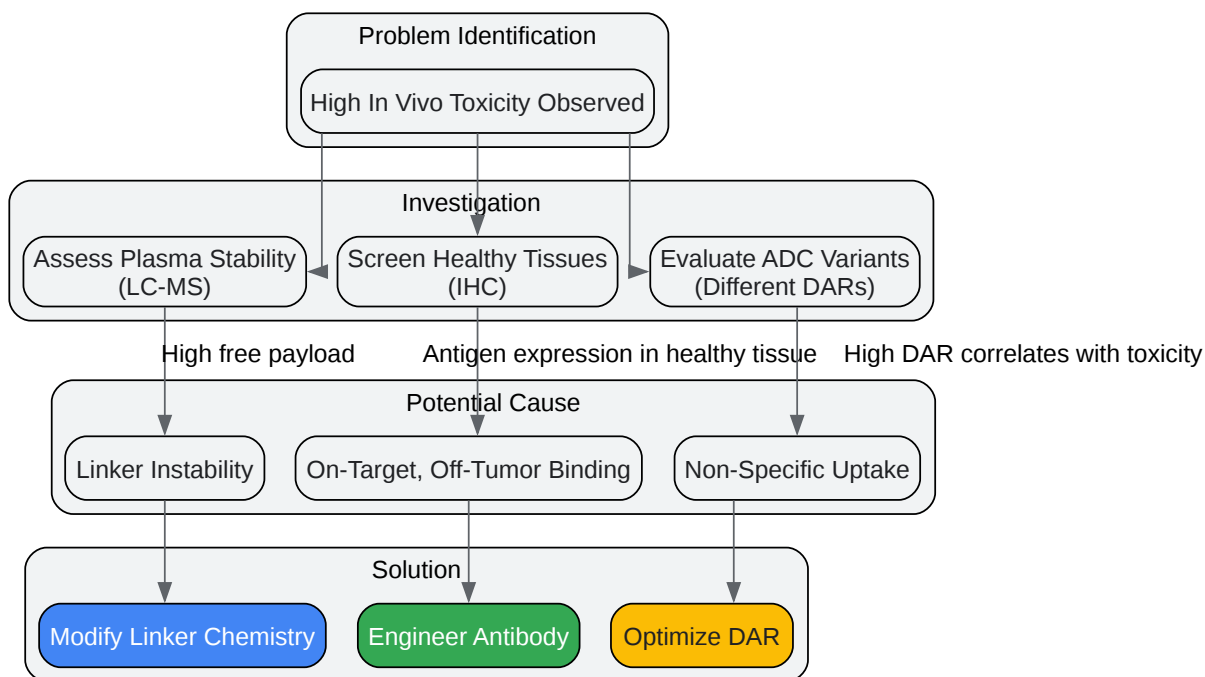 Problem Identification
High In Vivo Toxicity Observed
Investigation
Assess Plasma Stability
(LC-MS)
Screen Healthy Tissues
(IHC)
Evaluate ADC Variants
(Different DARs)
High free payload
Antigen expression in healthy tissue
High DAR correlates with toxicity
Potential Cause
Linker Instability
On-Target, Off-Tumor Binding
Non-Specific Uptake
Solution
Modify Linker Chemistry
Engineer Antibody
Optimize DAR